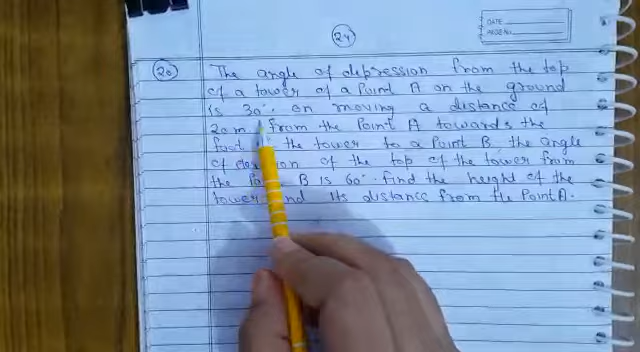 24
DATE
PAGE NO.
20 The angle of depression from the top
of a tower of a Point A on the ground
is 30°. on moving a distance of
20 m from the Point A towards the
foot the tower to a Point B, the angle
of of the top of the tower from
the B is 60°. find the height of the
tower and its distance from the Point A.